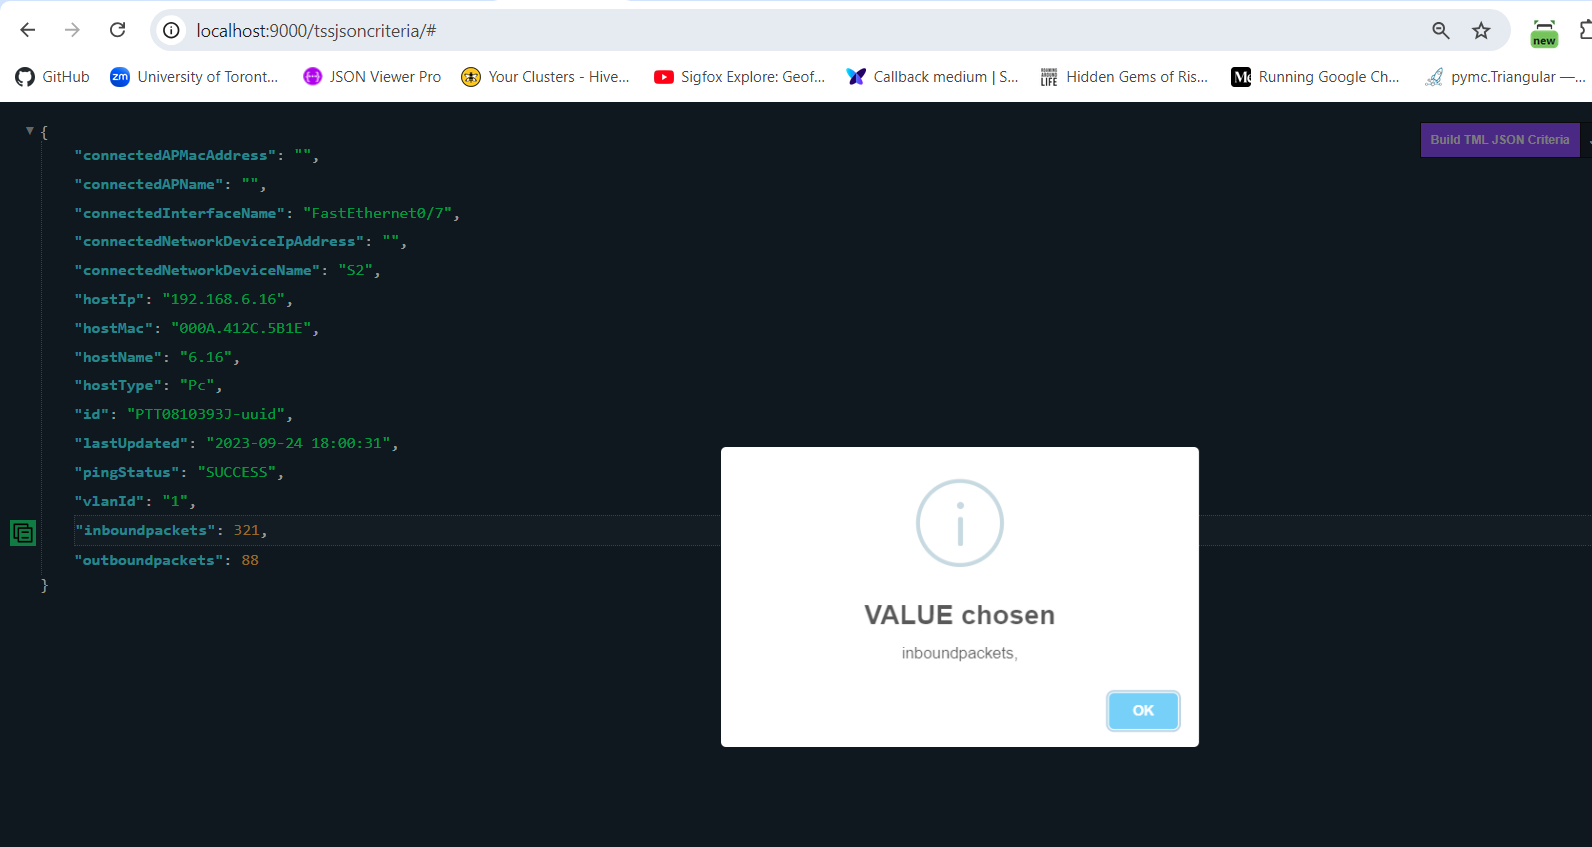 localhost:9000/tssjsoncriteria/#
new
GitHub
zm University of Toront...
JSON Viewer Pro
Your Clusters - Hive...
Sigfox Explore: Geof...
Callback medium | S...
ROAMING AROUND LIFE Hidden Gems of Ris...
Running Google Ch...
pymc.Triangular —...
{
Build TML JSON Criteria
"connectedAPMacAddress": "",
"connectedAPName": "",
"connectedInterfaceName": "FastEthernet0/7",
"connectedNetworkDeviceIpAddress": "",
"connectedNetworkDeviceName": "S2",
"hostIp": "192.168.6.16",
"hostMac": "000A.412C.5B1E",
"hostName": "6.16",
"hostType": "Pc",
"id": "PTT0810393J-uuid",
"lastUpdated": "2023-09-24 18:00:31",
"pingStatus": "SUCCESS",
"vlanId": "1",
"inboundpackets": 321,
"outboundpackets": 88
}
VALUE chosen
inboundpackets,
OK